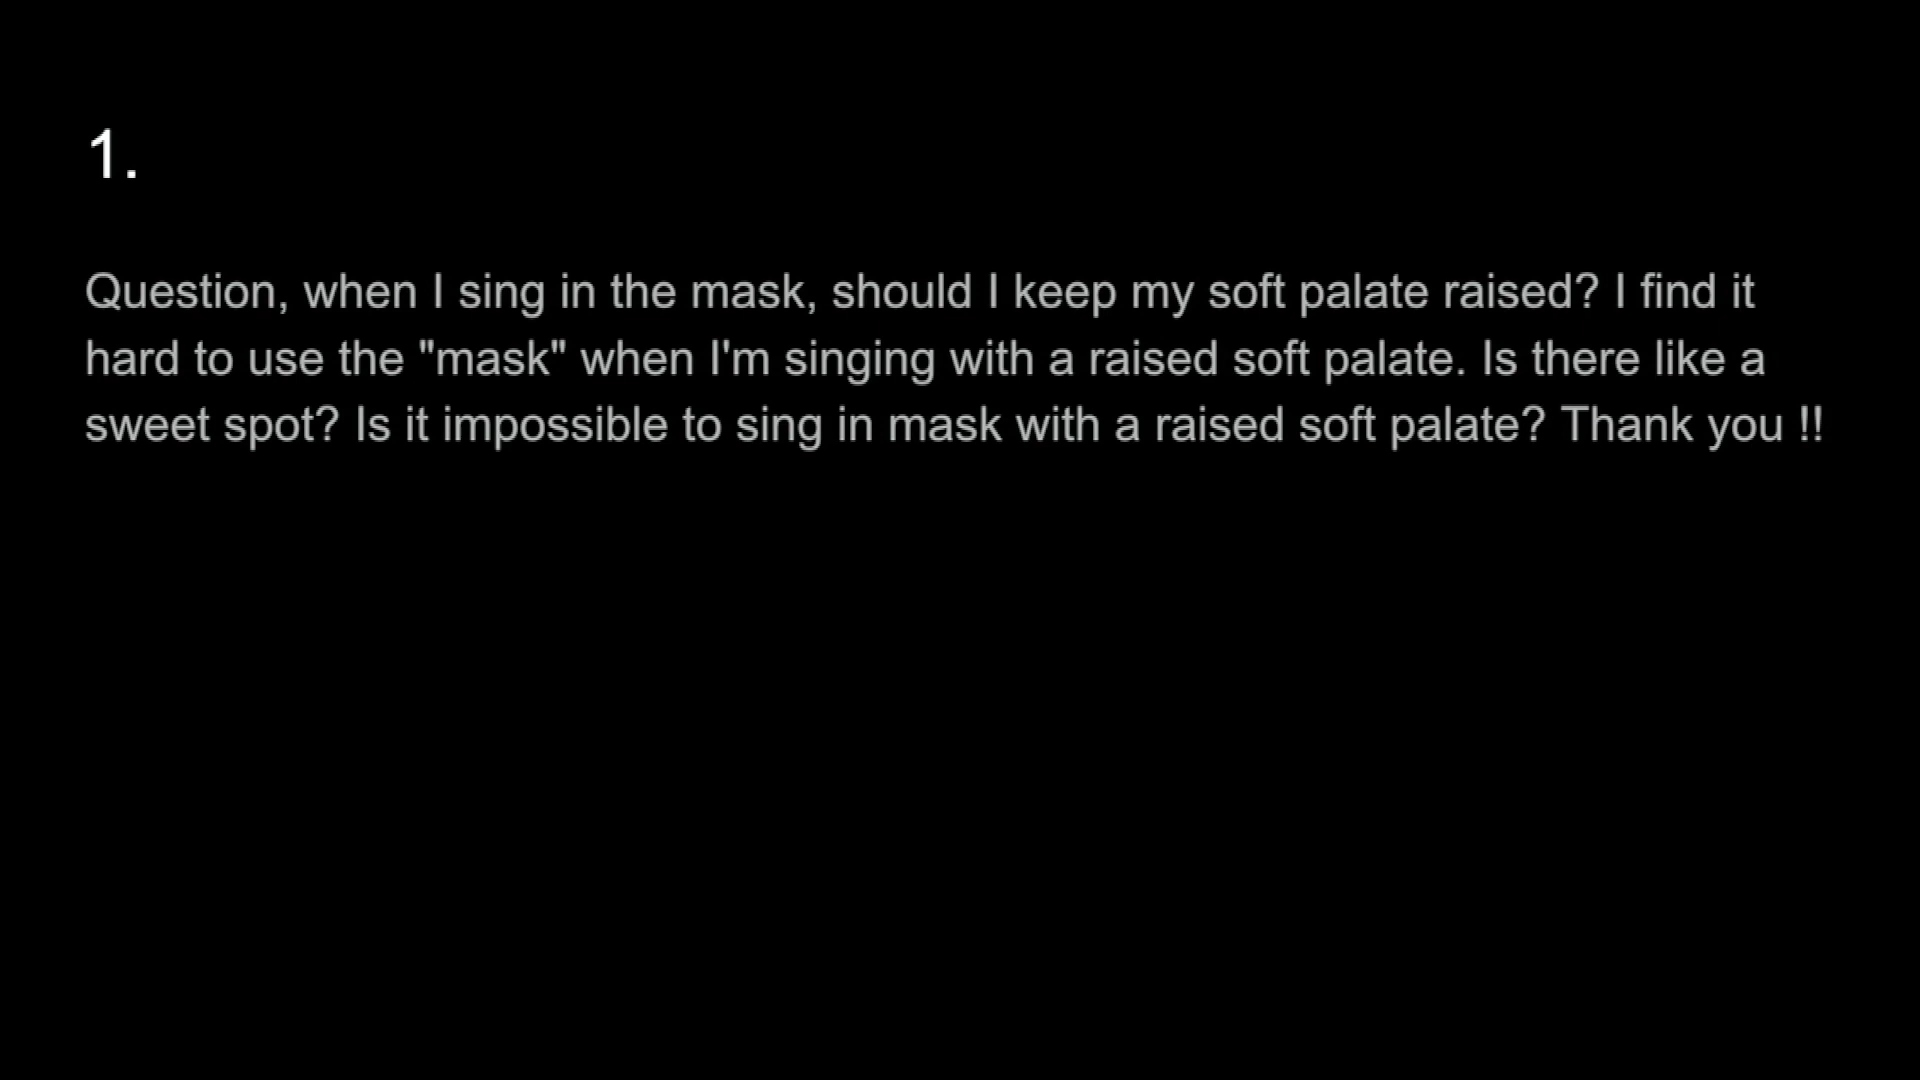 1.
Question, when I sing in the mask, should I keep my soft palate raised? I find it
hard to use the "mask" when I'm singing with a raised soft palate. Is there like a
sweet spot? Is it impossible to sing in mask with a raised soft palate? Thank you !!